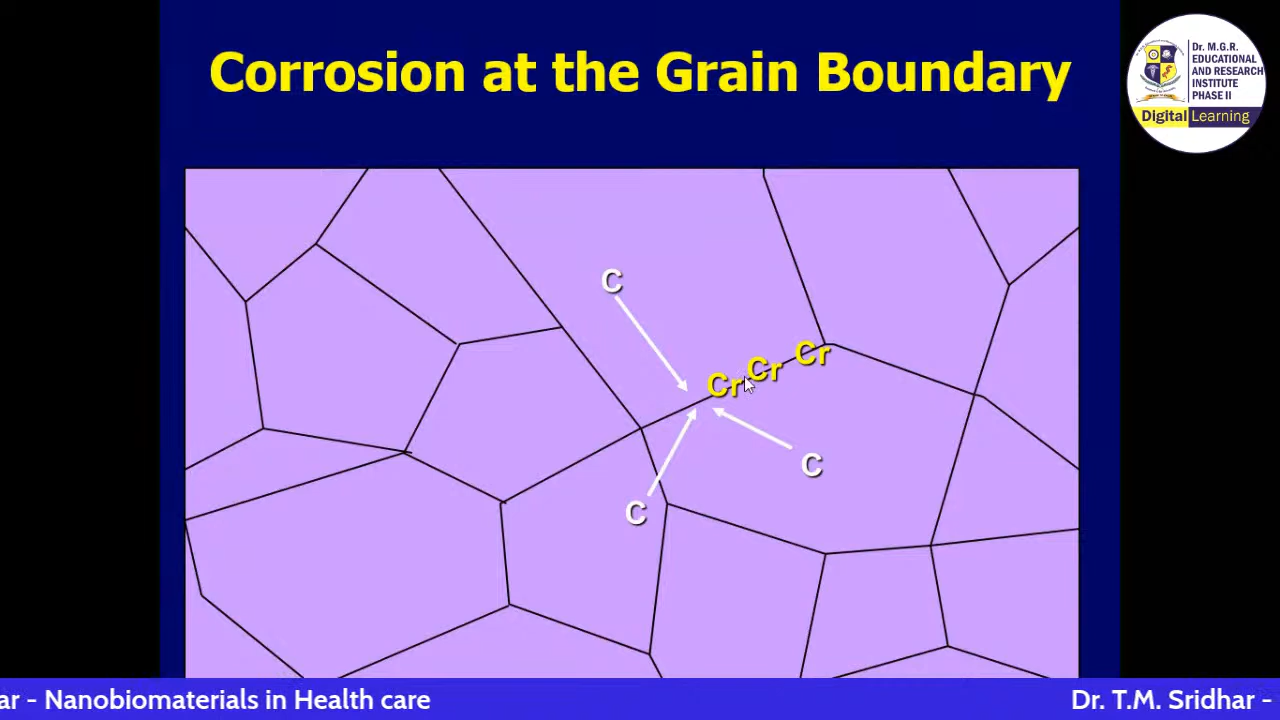 Corrosion at the Grain Boundary
Dr. M.G.R.
EDUCATIONAL
AND RESEARCH
INSTITUTE
PHASE II
Digital Learning
C
Cr Cr Cr
C
C
ar - Nanobiomaterials in Health care
Dr. T.M. Sridhar -